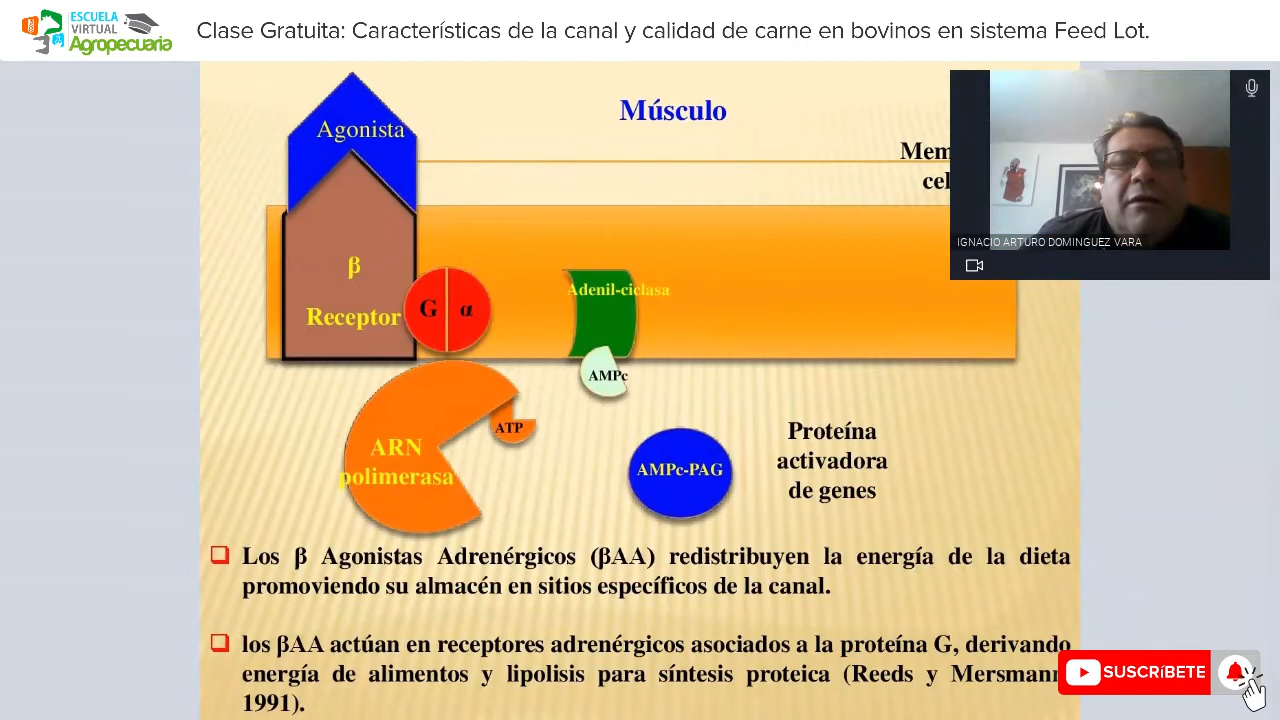 ESCUELA
VIRTUAL
Agropecuaria
Clase Gratuita: Características de la canal y calidad de carne en bovinos en sistema Feed Lot.
Agonista
Músculo
IGNACIO ARTURO DOMINGUEZ VARA
β
Receptor
G α
Adenil-ciclasa
AMPc
ATP
ARN
polimerasa
AMPc-PAG
Proteína
activadora
de genes
Los β Agonistas Adrenérgicos (βAA) redistribuyen la energía de la dieta
promoviendo su almacén en sitios específicos de la canal.
los βAA actúan en receptores adrenérgicos asociados a la proteína G, derivando
energía de alimentos y lipolisis para síntesis proteica (Reeds y Mersmann
1991).
SUSCRíBETE